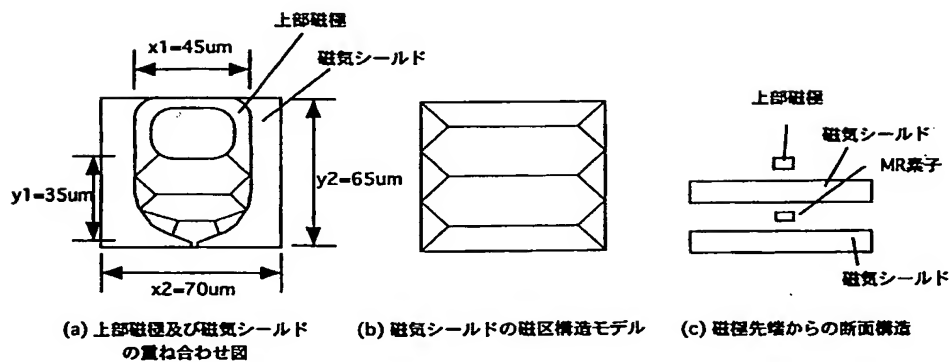 上部磁極
x1=45um
磁気シールド
y1=35um
y2=65um
x2=70um
(a) 上部磁極及び磁気シールド
の重ね合わせ図
(b) 磁気シールドの磁区構造モデル
上部磁極
磁気シールド
MR素子
磁気シールド
(c) 磁極先端からの断面構造